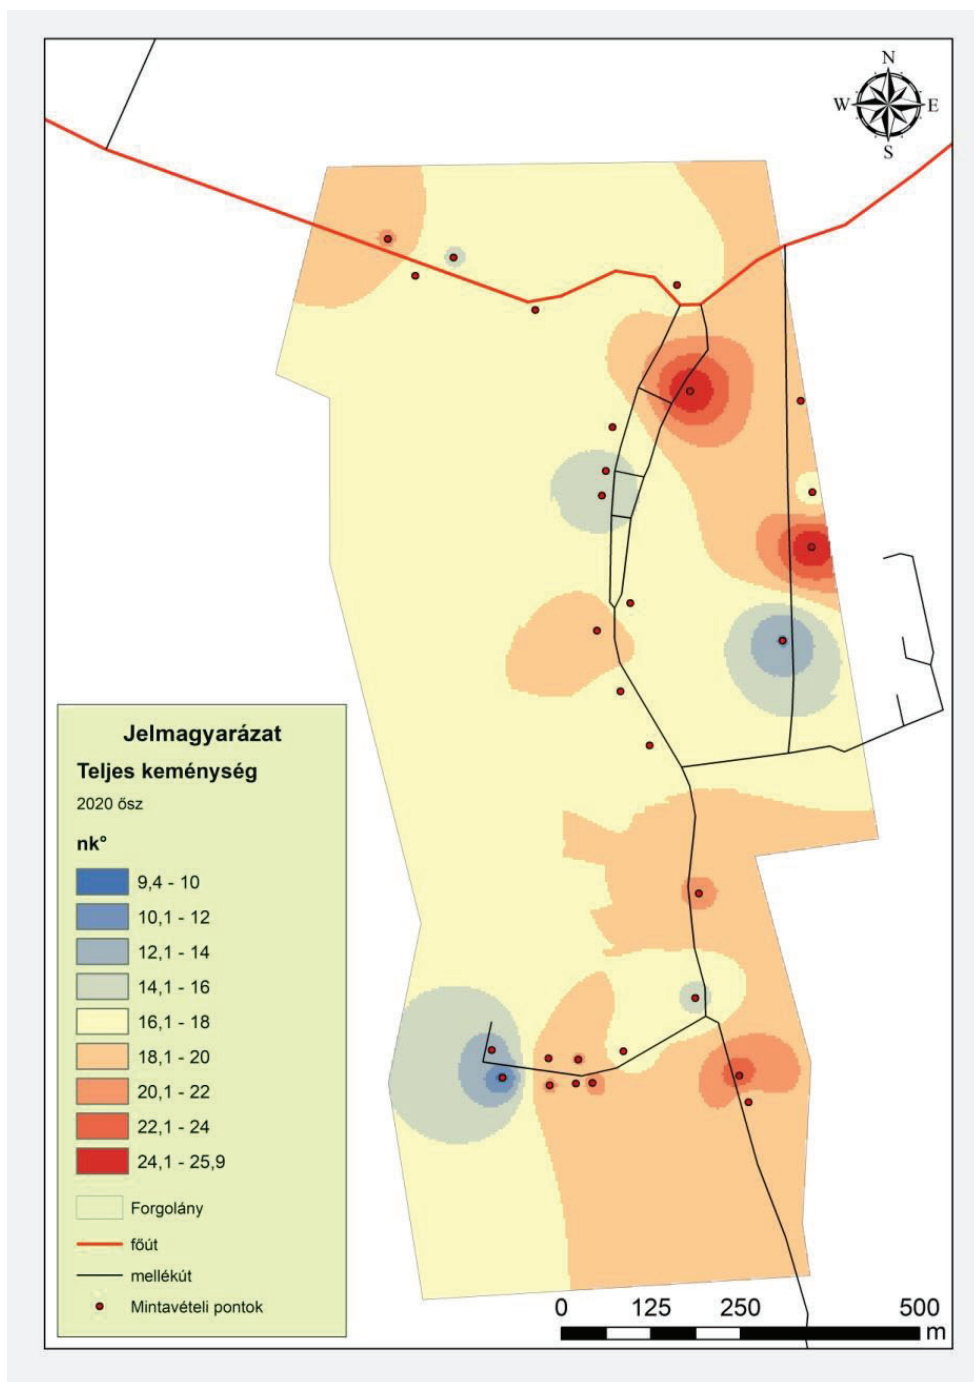 N
W E
S
Jelmagyarázat
Teljes keménység
2020 ősz
nk°
9,4 - 10
10,1 - 12
12,1 - 14
14,1 - 16
16,1 - 18
18,1 - 20
20,1 - 22
22,1 - 24
24,1 - 25,9
Forgolány
főút
mellékút
Mintavételi pontok
0 125 250 500
m